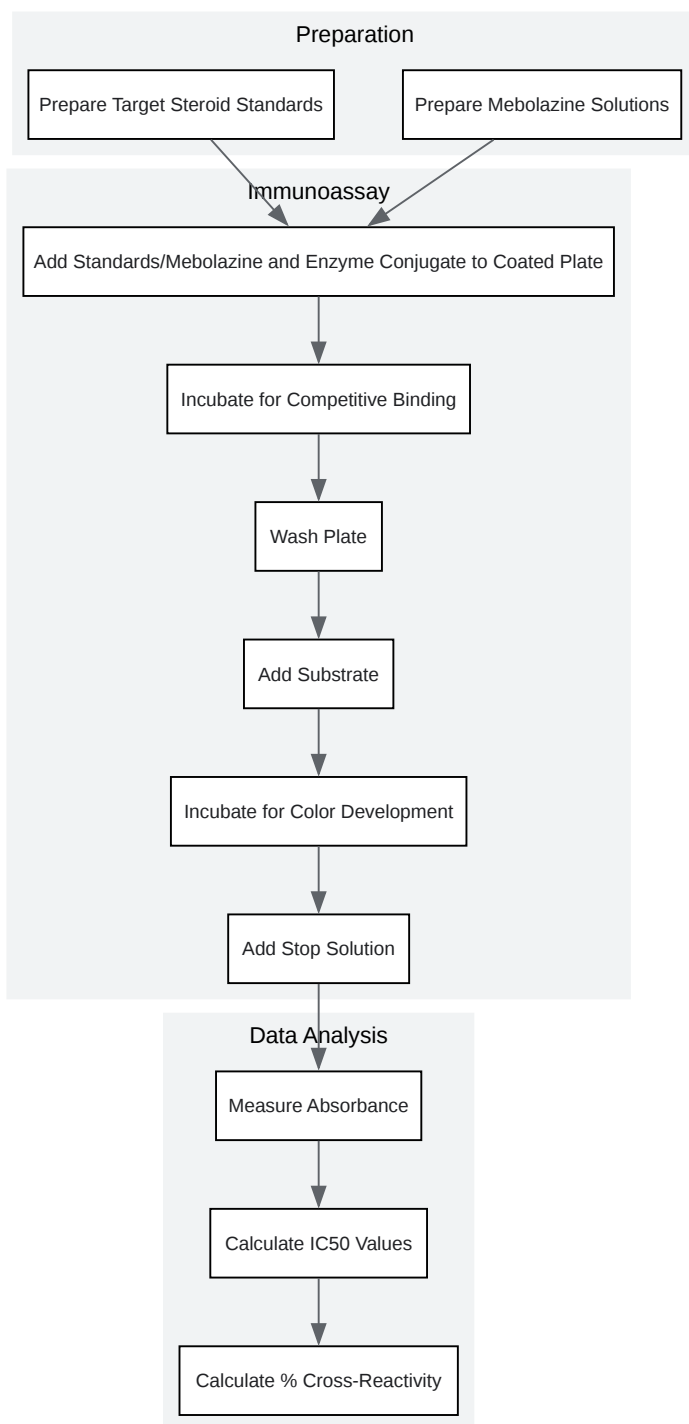 Preparation
Prepare Target Steroid Standards
Prepare Mebolazine Solutions
Immunoassay
Add Standards/Mebolazine and Enzyme Conjugate to Coated Plate
Incubate for Competitive Binding
Wash Plate
Add Substrate
Incubate for Color Development
Add Stop Solution
Data Analysis
Measure Absorbance
Calculate IC50 Values
Calculate % Cross-Reactivity